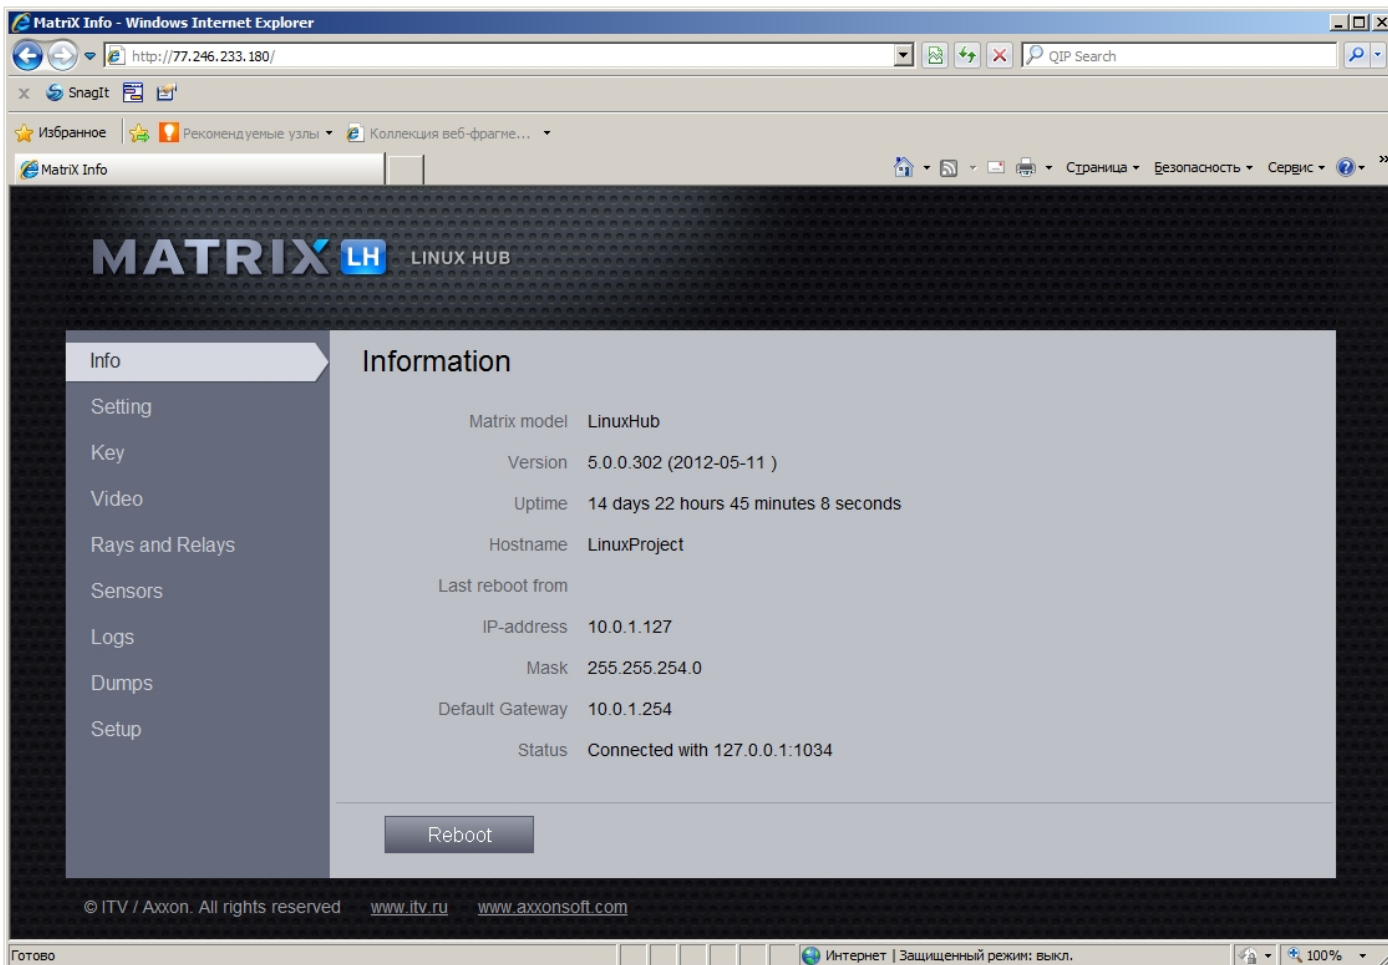 MatriX Info - Windows Internet Explorer
http://77.246.233.180/
QIP Search
x SnagIt
Избранное Рекомендуемые узлы Коллекция веб-фрагме...
MatriX Info
Страница Безопасность Сервис »
MATRIX LH LINUX HUB
Info
Setting
Key
Video
Rays and Relays
Sensors
Logs
Dumps
Setup
Information
Matrix model LinuxHub
Version 5.0.0.302 (2012-05-11 )
Uptime 14 days 22 hours 45 minutes 8 seconds
Hostname LinuxProject
Last reboot from
IP-address 10.0.1.127
Mask 255.255.254.0
Default Gateway 10.0.1.254
Status Connected with 127.0.0.1:1034
Reboot
© ITV / Axxon. All rights reserved www.itv.ru www.axxonsoft.com
Готово Интернет | Защищенный режим: выкл. 100%